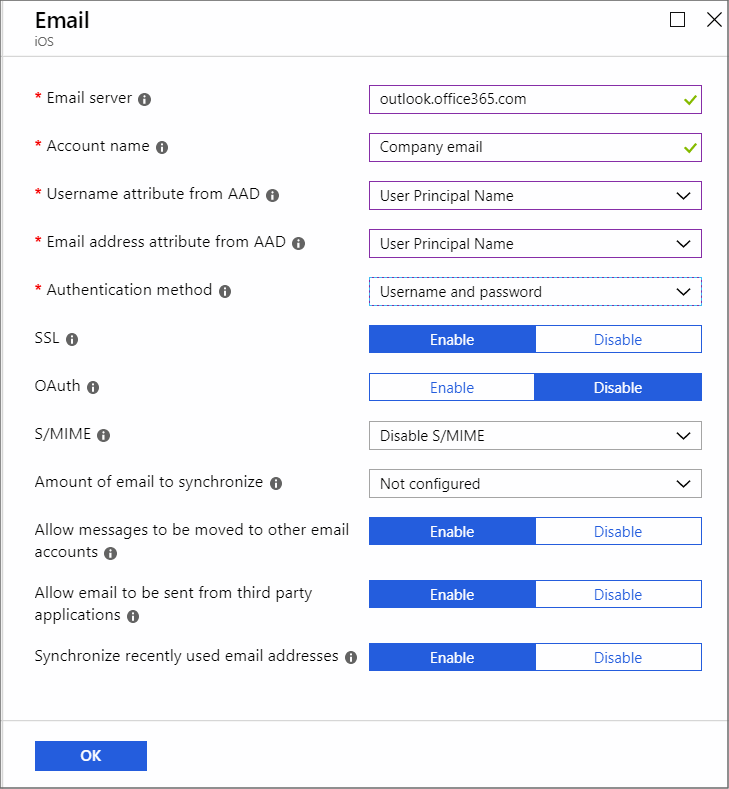 Email
iOS
* Email server
outlook.office365.com
* Account name
Company email
* Username attribute from AAD
User Principal Name
* Email address attribute from AAD
User Principal Name
* Authentication method
Username and password
SSL
Enable Disable
OAuth
Enable Disable
S/MIME
Disable S/MIME
Amount of email to synchronize
Not configured
Allow messages to be moved to other email
accounts
Enable Disable
Allow email to be sent from third party
applications
Enable Disable
Synchronize recently used email addresses
Enable Disable
OK